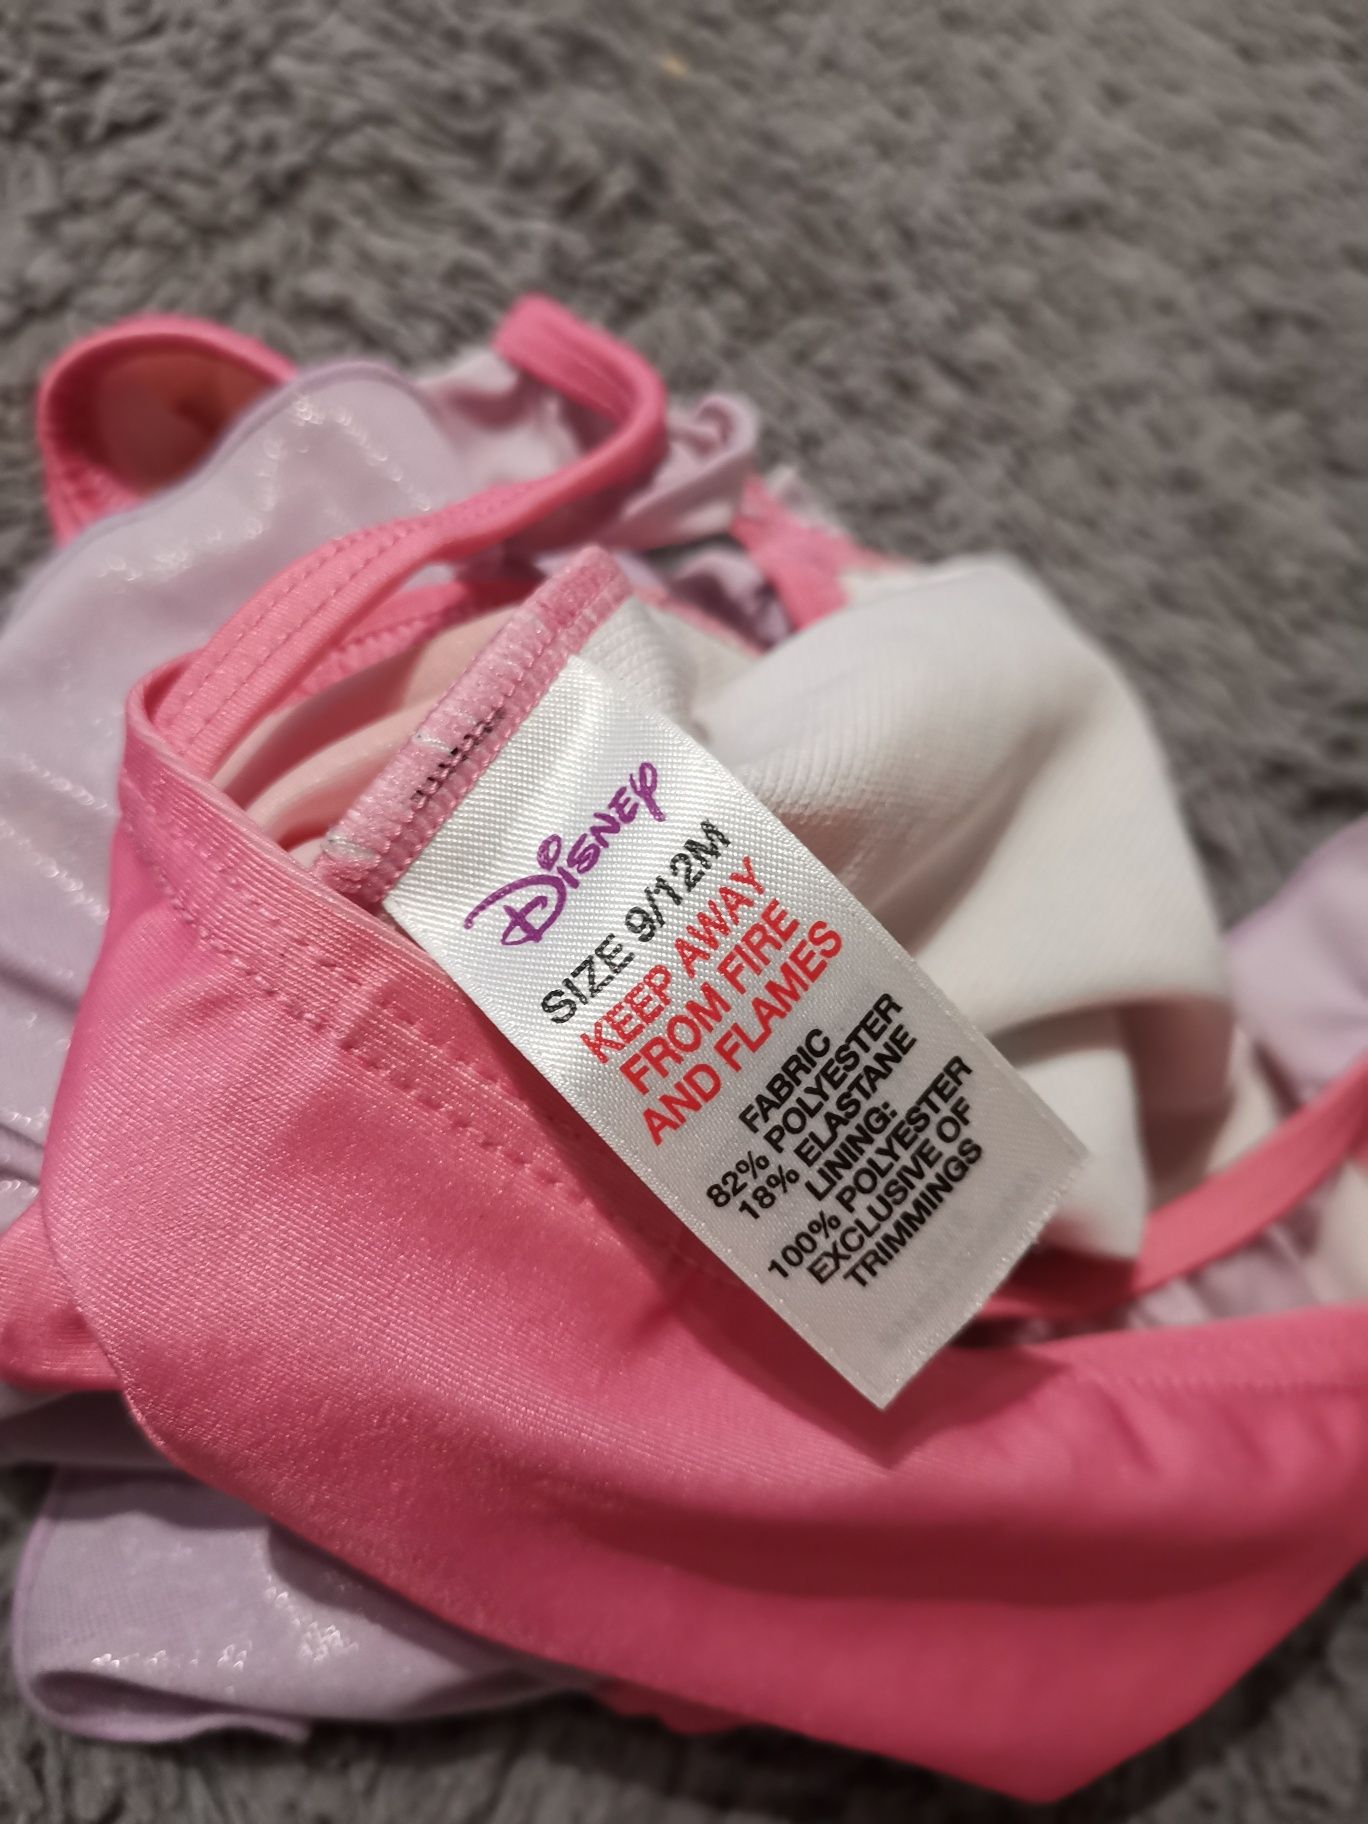 Disney
SIZE 9/12M
KEEP AWAY
FROM FIRE
AND FLAMES
FABRIC
82% POLYESTER
18% ELASTANE
LINING:
100% POLYESTER
EXCLUSIVE OF
TRIMMINGS